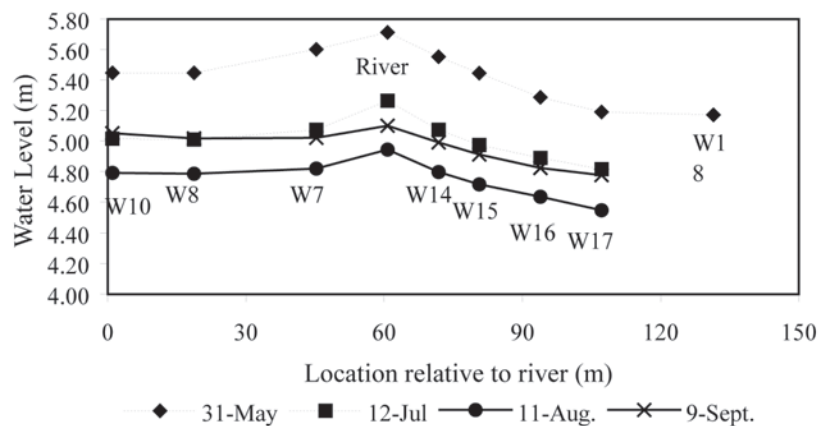 5.80
5.60
5.40
5.20
5.00
4.80
4.60
4.40
4.20
4.00
Water Level (m)
River
W10
W8
W7
W14
W15
W16
W17
W1
8
0 30 60 90 120 150
Location relative to river (m)
31-May 12-Jul 11-Aug. 9-Sept.